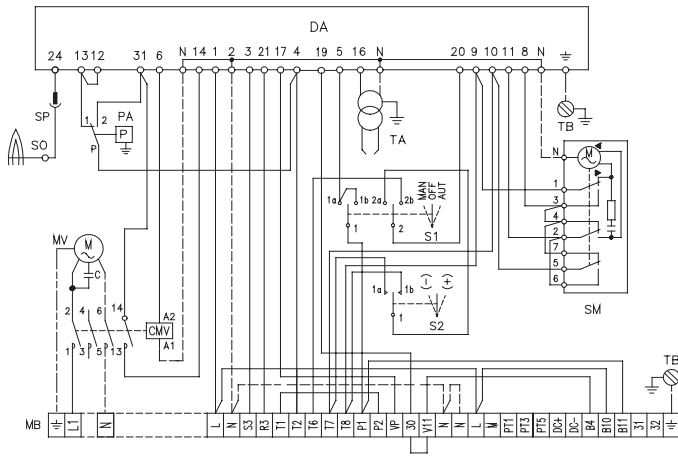 DA
24 13 12 31 6 N 14 1 2 3 21 17 4 19 5 16 N 20 9 10 11 8 N
SP
PA
1 2
P
P
SO
TA
TB
N
M
1
3
4
2
7
5
6
SM
1a 1b 2a 2b
MAN
OFF
AUT
1 2
S1
(-) (+)
1a 1b
1
S2
MV
M
C
2 4 6 14
A2
CMV
A1
1 3 5 13
TB
MB L1 N L N S3 R3 T1 T2 T6 T7 T8 P1 P2 VP 30 V11 N N L M PT1 PT3 PT5 DC+ DC- B4 B10 B11 31 32